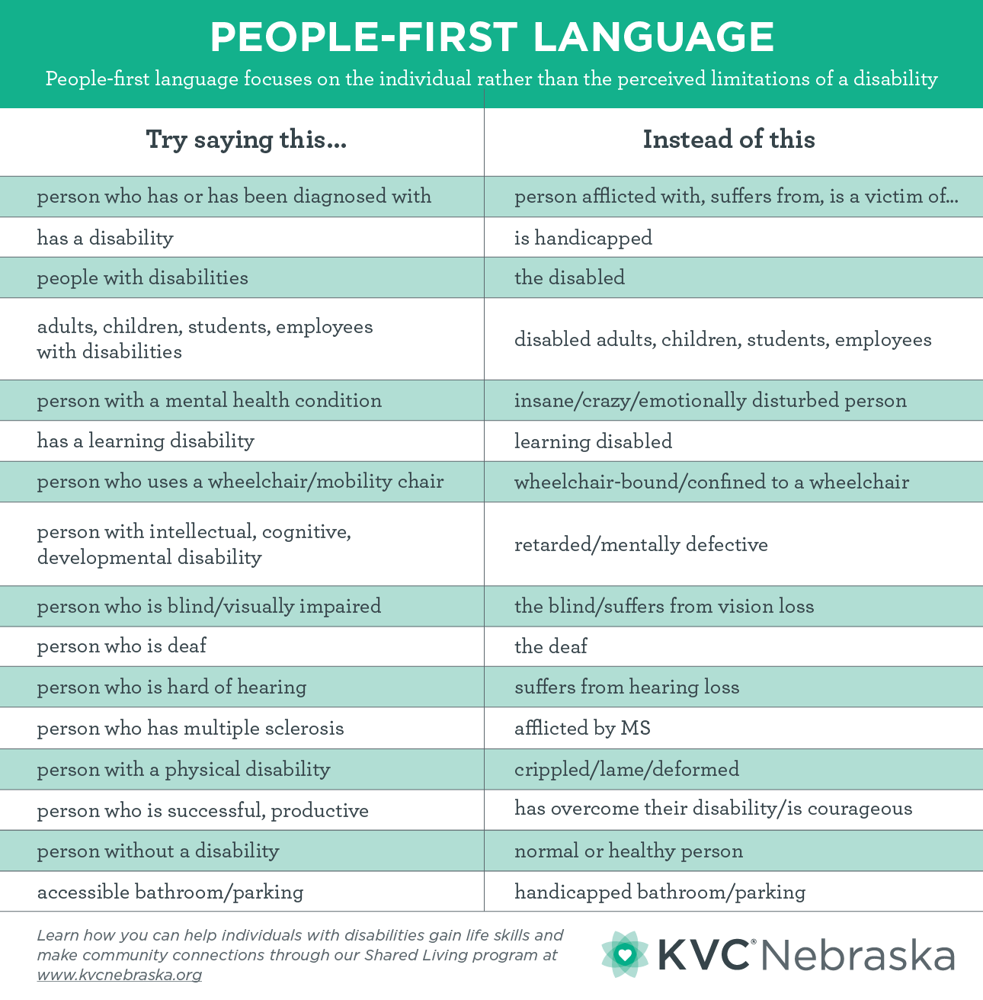 PEOPLE-FIRST LANGUAGE
People-first language focuses on the individual rather than the perceived limitations of a disability
Try saying this...
Instead of this
person who has or has been diagnosed with
person afflicted with, suffers from, is a victim of...
has a disability
is handicapped
people with disabilities
the disabled
adults, children, students, employees
with disabilities
disabled adults, children, students, employees
person with a mental health condition
insane/crazy/emotionally disturbed person
has a learning disability
learning disabled
person who uses a wheelchair/mobility chair
wheelchair-bound/confined to a wheelchair
person with intellectual, cognitive,
developmental disability
retarded/mentally defective
person who is blind/visually impaired
the blind/suffers from vision loss
person who is deaf
the deaf
person who is hard of hearing
suffers from hearing loss
person who has multiple sclerosis
afflicted by MS
person with a physical disability
crippled/lame/deformed
person who is successful, productive
has overcome their disability/is courageous
person without a disability
normal or healthy person
accessible bathroom/parking
handicapped bathroom/parking
Learn how you can help individuals with disabilities gain life skills and
make community connections through our Shared Living program at
www.kvcnebraska.org
KVC® Nebraska